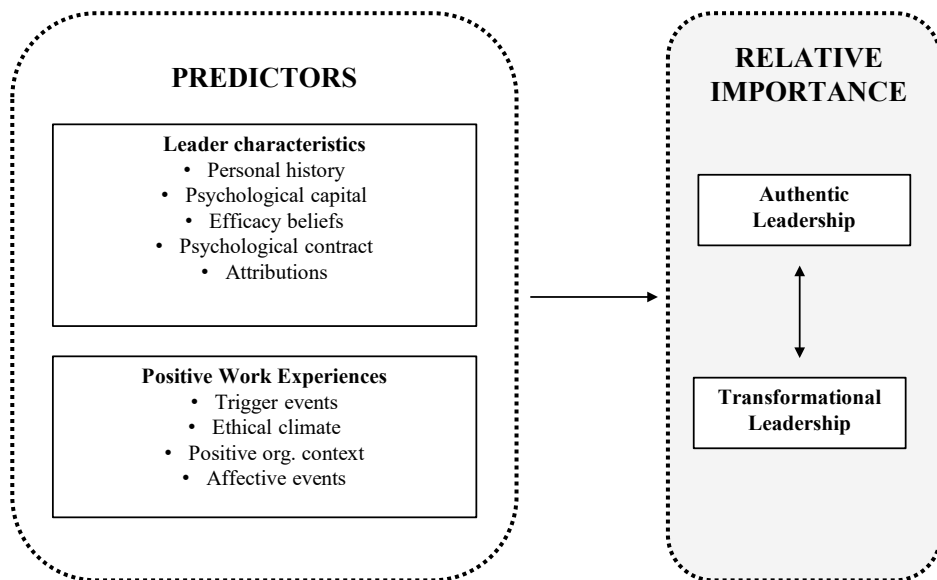 PREDICTORS
Leader characteristics
• Personal history
• Psychological capital
• Efficacy beliefs
• Psychological contract
• Attributions
Positive Work Experiences
• Trigger events
• Ethical climate
• Positive org. context
• Affective events
RELATIVE
IMPORTANCE
Authentic
Leadership
Transformational
Leadership